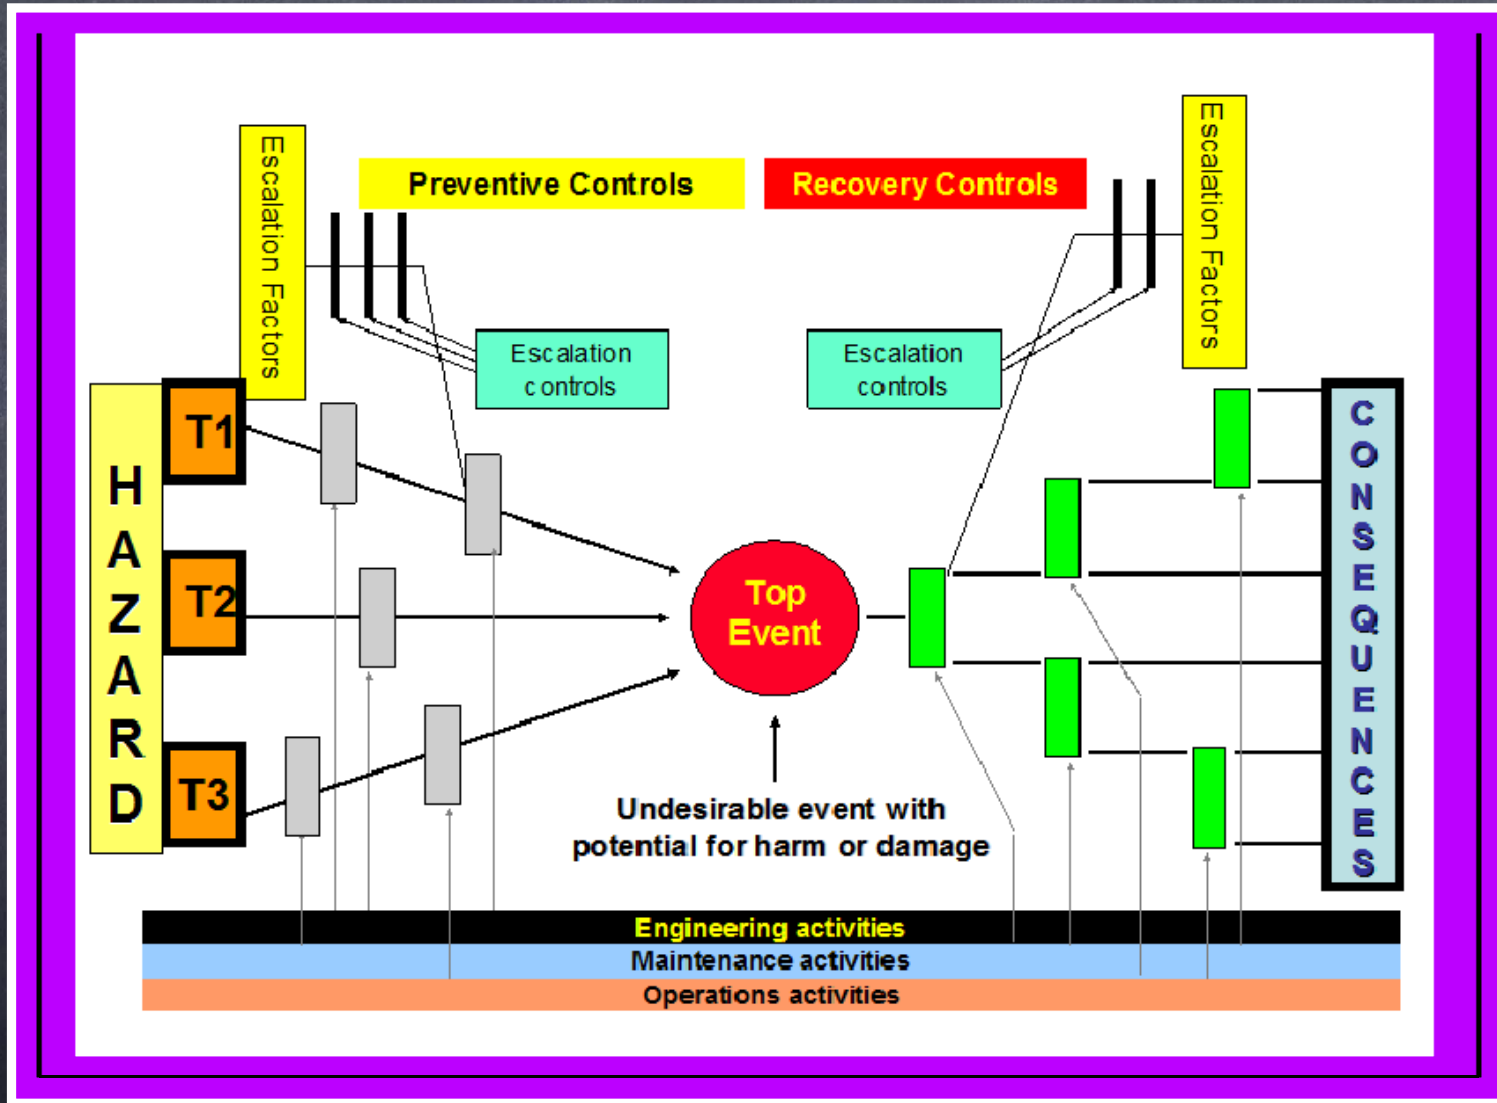 Escalation Factors
Preventive Controls
Recovery Controls
Escalation Factors
Escalation
controls
Escalation
controls
HAZARD
T1
T2
T3
Top
Event
CONSEQUENCES
Undesirable event with
potential for harm or damage
Engineering activities
Maintenance activities
Operations activities